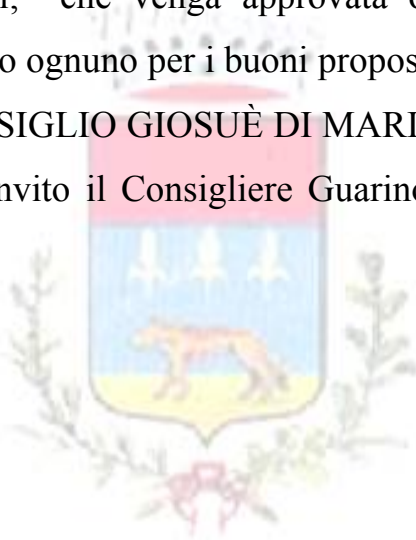 che venga approvata
o ognuno per i buoni propos
SIGLIO GIOSUÈ DI MARI
nvito il Consigliere Guarino